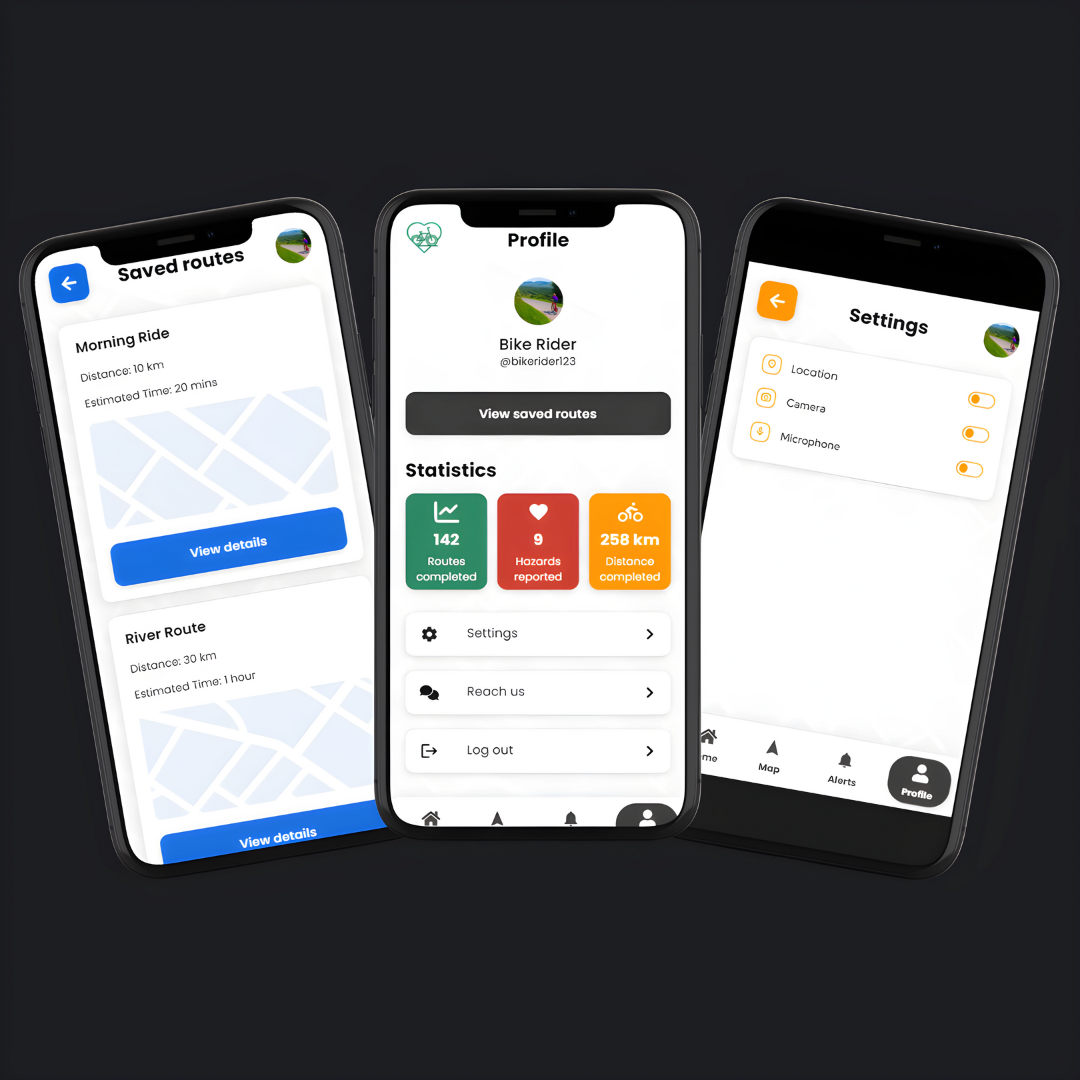 Saved routes
Morning Ride
Distance: 10 km
Estimated Time: 20 mins
View details
River Route
Distance: 30 km
Estimated Time: 1 hour
View details
Profile
Bike Rider
@bikerider123
View saved routes
Statistics
142
Routes
completed
9
Hazards
reported
258 km
Distance
completed
Settings
Reach us
Log out
Settings
Location
Camera
Microphone
Map
Alerts
Profile